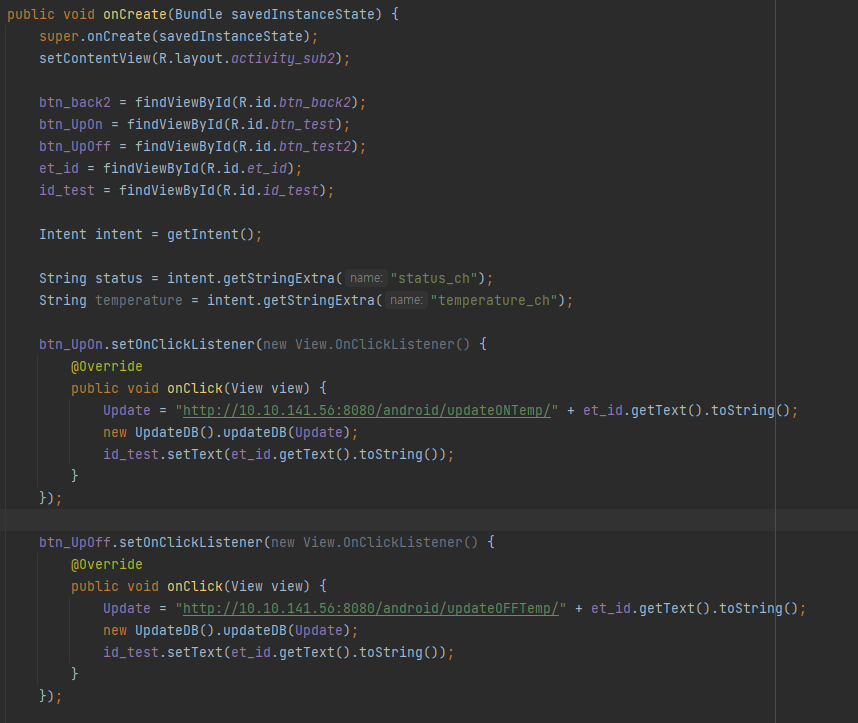 public void onCreate(Bundle savedInstanceState) {
super.onCreate(savedInstanceState);
setContentView(R.layout.activity_sub2);
btn_back2 = findViewById(R.id.btn_back2);
btn_UpOn = findViewById(R.id.btn_test);
btn_UpOff = findViewById(R.id.btn_test2);
et_id = findViewById(R.id.et_id);
id_test = findViewById(R.id.id_test);
Intent intent = getIntent();
String status = intent.getStringExtra( name: "status_ch");
String temperature = intent.getStringExtra( name: "temperature_ch");
btn_UpOn.setOnClickListener(new View.OnClickListener() {
@Override
public void onClick(View view) {
Update = "http://10.10.141.56:8080/android/updateONTemp/" + et_id.getText().toString();
new UpdateDB().updateDB(Update);
id_test.setText(et_id.getText().toString());
}
});
btn_UpOff.setOnClickListener(new View.OnClickListener() {
@Override
public void onClick(View view) {
Update = "http://10.10.141.56:8080/android/updateOFFTemp/" + et_id.getText().toString();
new UpdateDB().updateDB(Update);
id_test.setText(et_id.getText().toString());
}
});